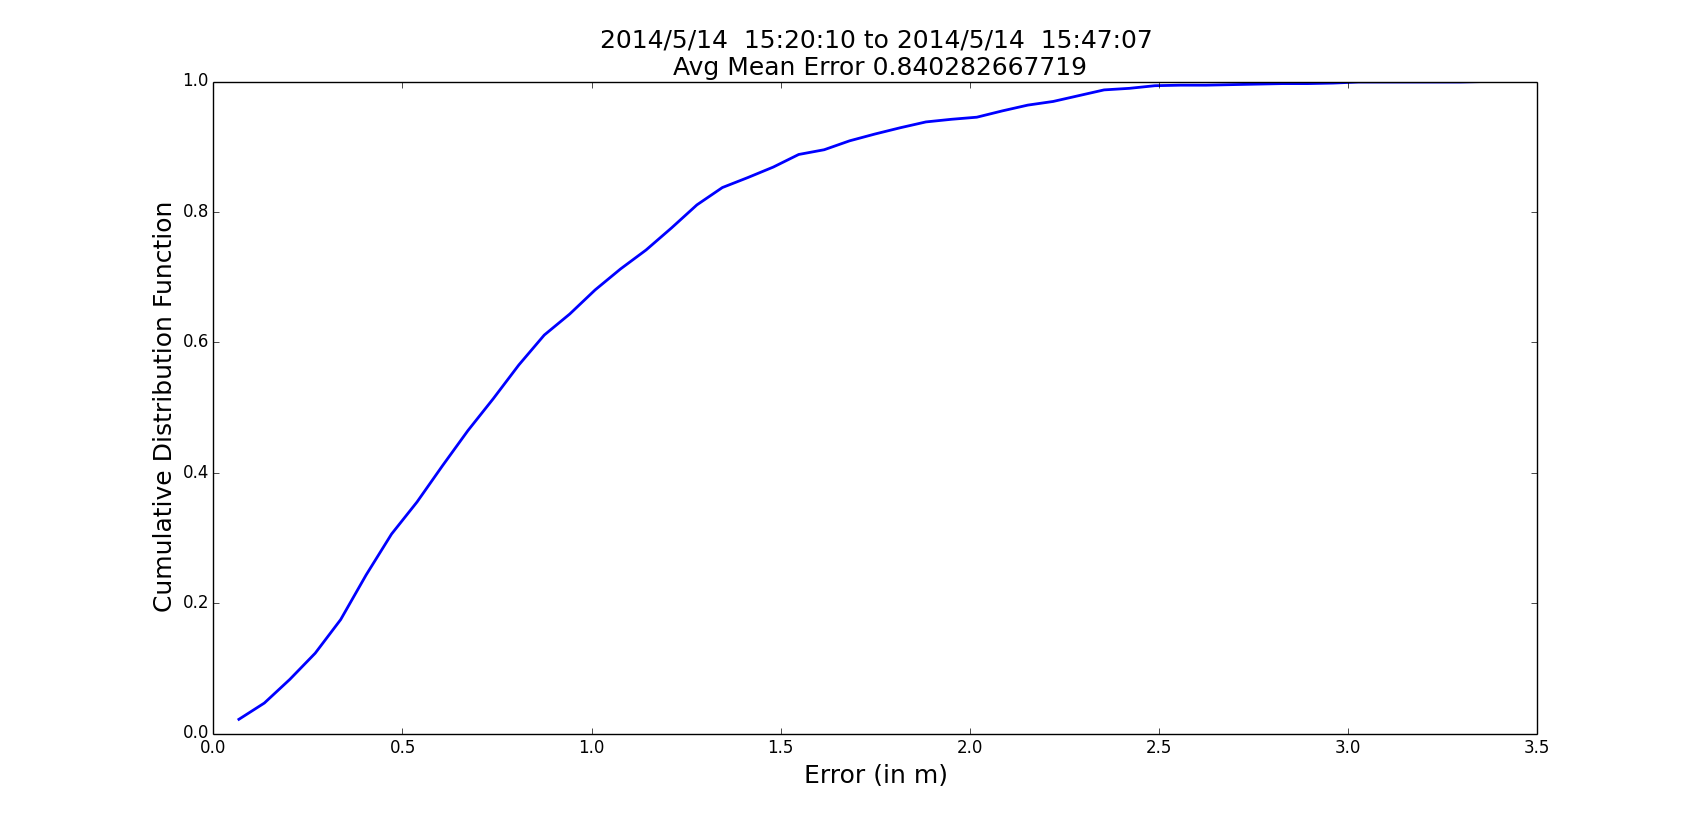 2014/5/14  15:20:10 to 2014/5/14  15:47:07
Avg Mean Error 0.840282667719
1.0
0.8
0.6
0.4
0.2
0.0
Cumulative Distribution Function
0.0 0.5 1.0 1.5 2.0 2.5 3.0 3.5
Error (in m)